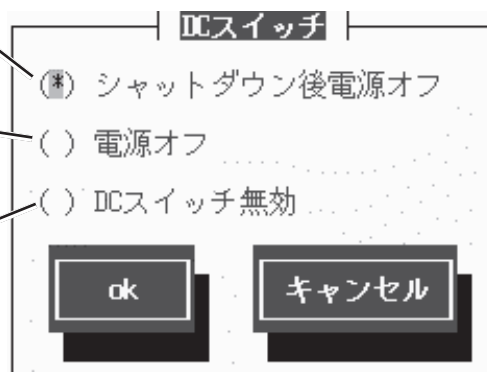 DCスイッチ
(*) シャットダウン後電源オフ
( ) 電源オフ
( ) DCスイッチ無効
ok キャンセル